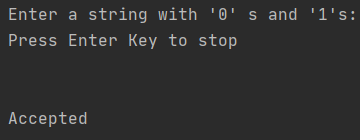 Enter a string with '0' s and '1's:
Press Enter Key to stop
Accepted